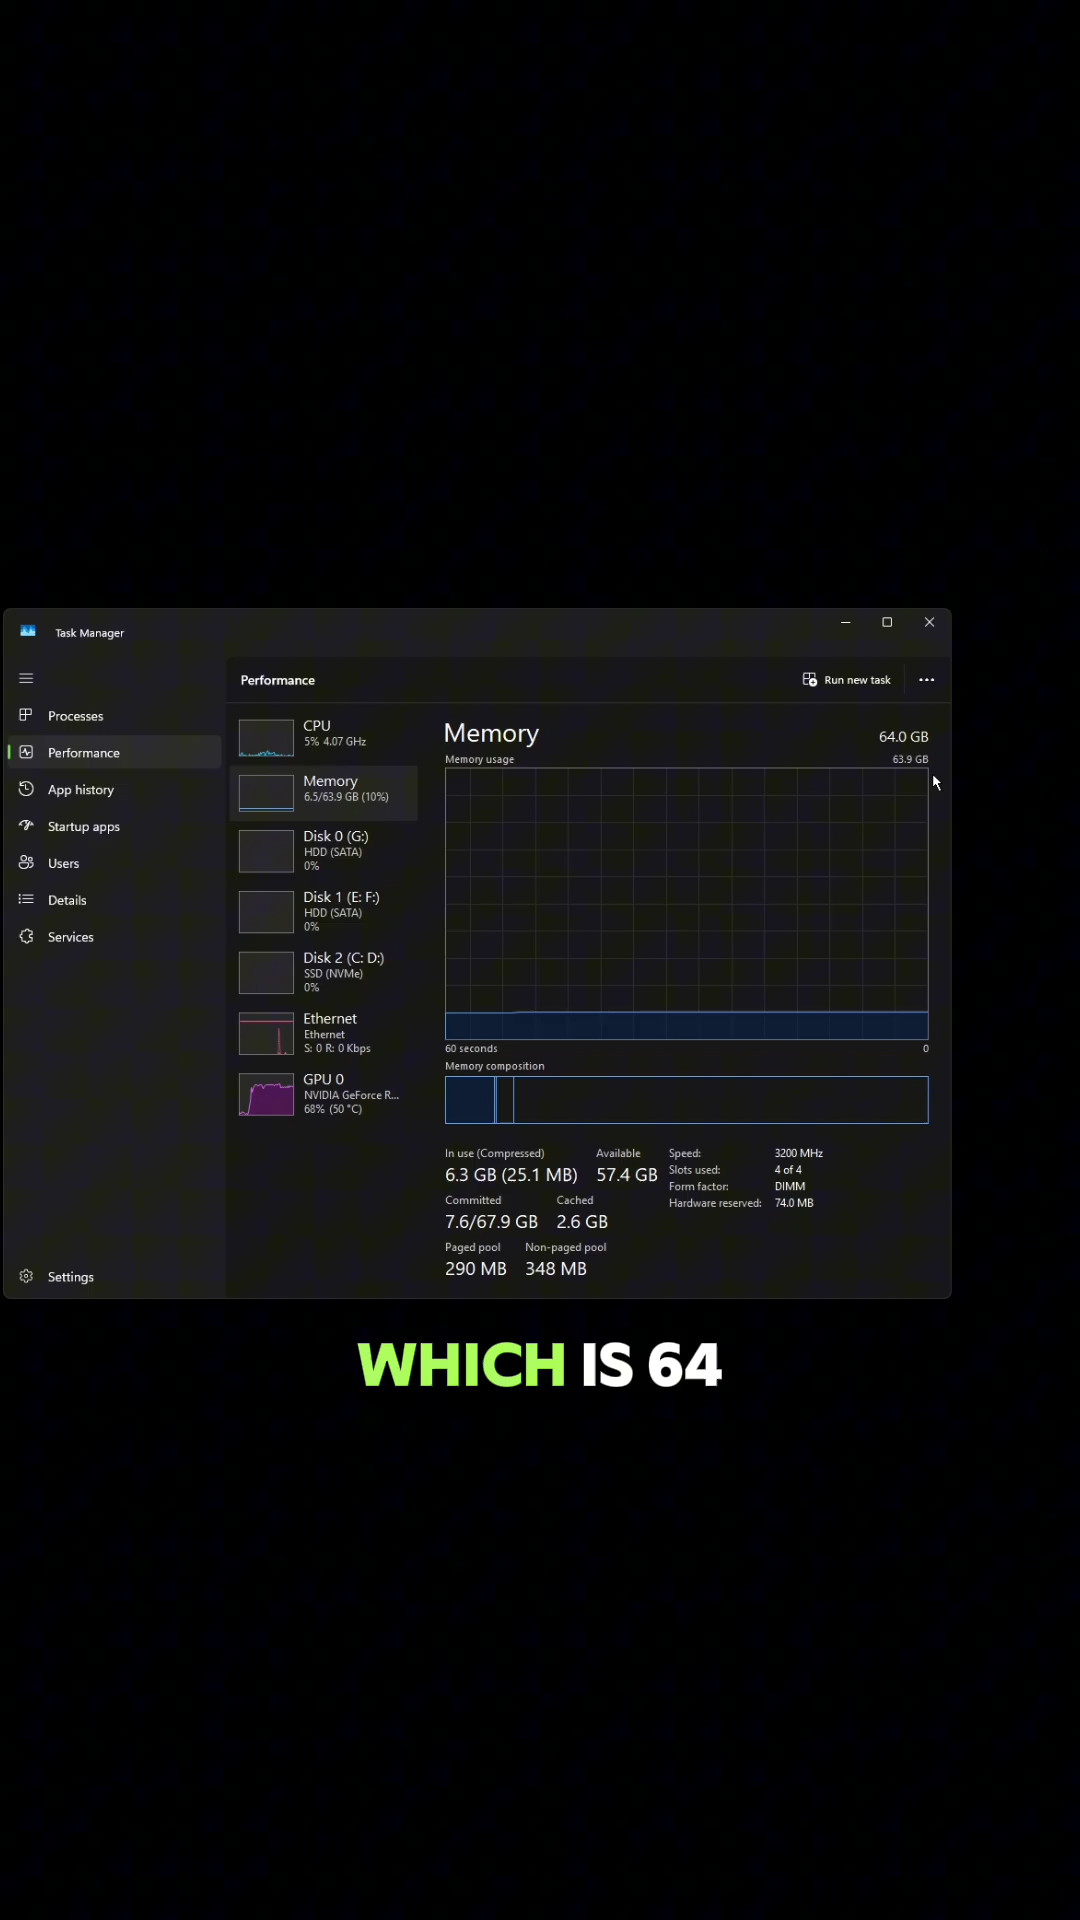 Task Manager
Performance
Run new task
Processes
Performance
App history
Startup apps
Users
Details
Services
Settings
CPU
5% 4.07 GHz
Memory
6.5/63.9 GB (10%)
Disk 0 (G:)
HDD (SATA)
0%
Disk 1 (E: F:)
HDD (SATA)
0%
Disk 2 (C: D:)
SSD (NVMe)
0%
Ethernet
Ethernet
S: 0 R: 0 Kbps
GPU 0
NVIDIA GeForce R...
68% (50 °C)
Memory 64.0 GB
Memory usage 63.9 GB
60 seconds 0
Memory composition
In use (Compressed) Available
6.3 GB (25.1 MB) 57.4 GB
Committed Cached
7.6/67.9 GB 2.6 GB
Paged pool Non-paged pool
290 MB 348 MB
Speed: 3200 MHz
Slots used: 4 of 4
Form factor: DIMM
Hardware reserved: 74.0 MB
WHICH IS 64